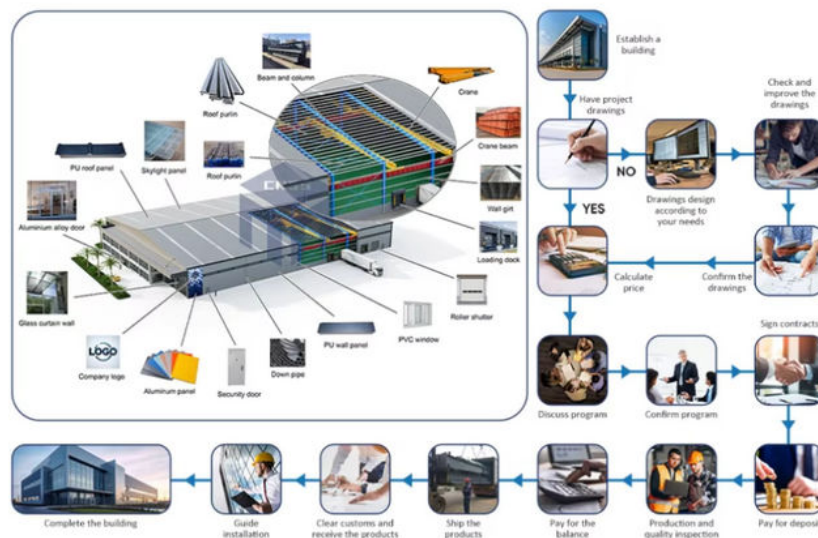 Beam and column
Roof purlin
Crane
Skylight panel
PU roof panel
Roof purlin
Crane beam
Wall girt
Aluminium alloy door
Loading dock
Glass curtain wall
Roller shutter
PVC window
PU wall panel
LOGO
Company logo
Down pipe
Aluminum panel
Security door
Establish a
building
Check and
improve the
drawings
Have project
drawings
NO
YES
Drawings design
according to
your needs
Calculate
price
Confirm the
drawings
Sign contracts
Discuss program
Confirm program
Complete the building
Guide
installation
Clear customs and
receive the products
Ship the
products
Pay for the
balance
Production and
quality inspection
Pay for deposit